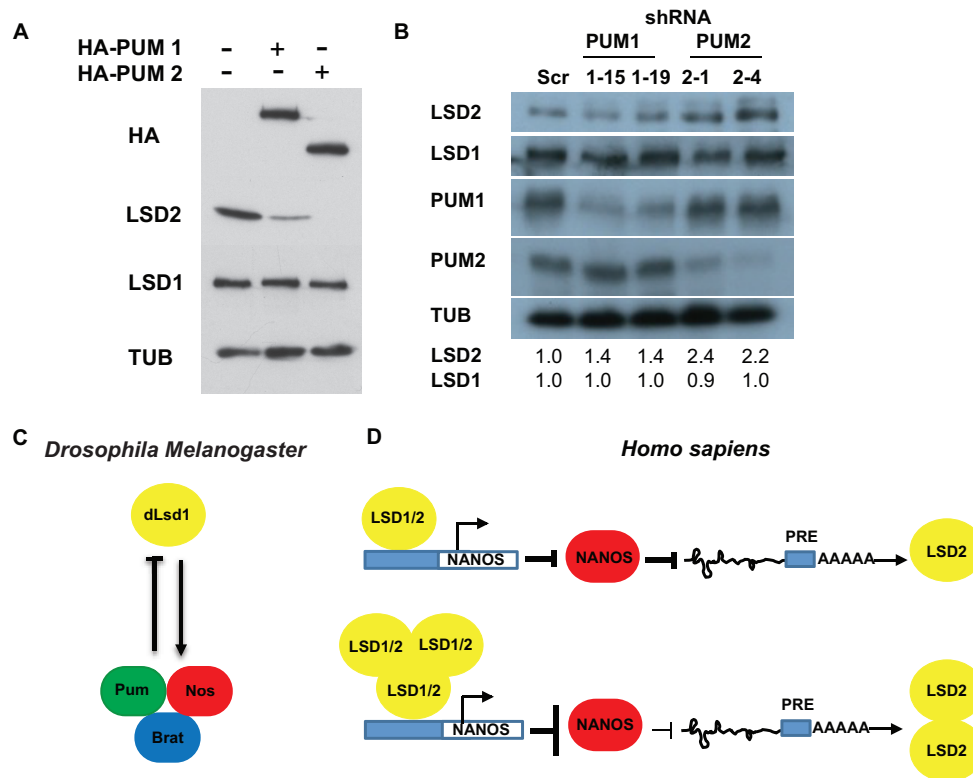 A
HA-PUM 1 - + -
HA-PUM 2 - - +
HA
LSD2
LSD1
TUB
B
shRNA
PUM1 PUM2
Scr 1-15 1-19 2-1 2-4
LSD2
LSD1
PUM1
PUM2
TUB
LSD2 1.0 1.4 1.4 2.4 2.2
LSD1 1.0 1.0 1.0 0.9 1.0
C
Drosophila Melanogaster
dLsd1
Pum Nos
Brat
D
Homo sapiens
LSD1/2
NANOS NANOS PRE AAAAA LSD2
LSD1/2 LSD1/2
LSD1/2
NANOS NANOS PRE AAAAA LSD2
LSD2